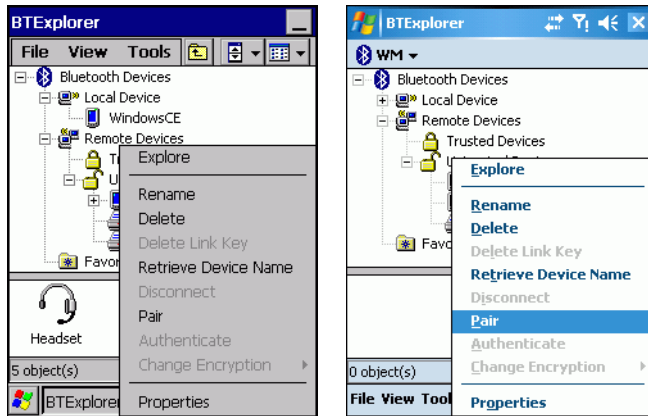 BTExplorer
File View Tools
Bluetooth Devices
Local Device
WindowsCE
Remote Devices
Explore
Rename
Delete
Delete Link Key
Favor
Retrieve Device Name
Disconnect
Pair
Headset
Authenticate
5 object(s)
Change Encryption
BTExplorer
Properties
BTExplorer
WM
Bluetooth Devices
Local Device
Remote Devices
Trusted Devices
Explore
Rename
Delete
Favo
Delete Link Key
Retrieve Device Name
Disconnect
Pair
Authenticate
0 object(s)
Change Encryption
File View Tool
Properties